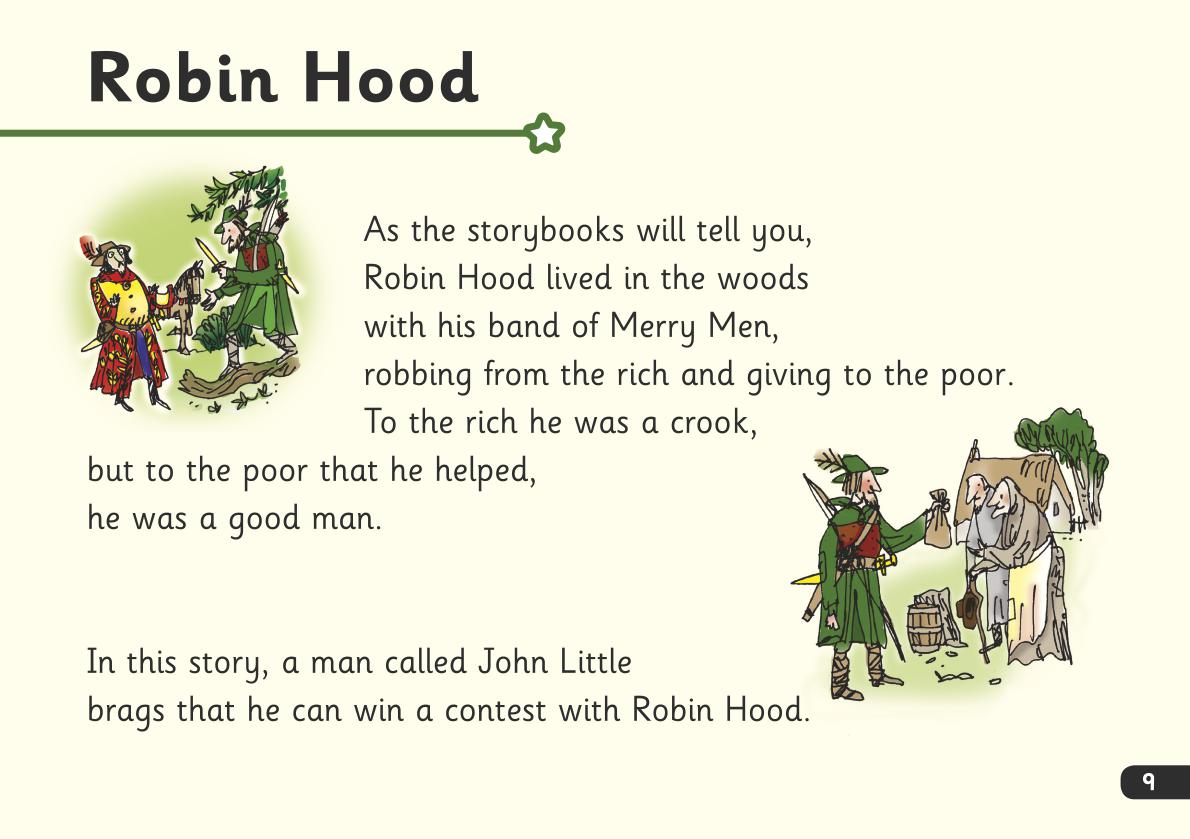 Robin Hood
As the storybooks will tell you,
Robin Hood lived in the woods
with his band of Merry Men,
robbing from the rich and giving to the poor.
To the rich he was a crook,
but to the poor that he helped,
he was a good man.
In this story, a man called John Little
brags that he can win a contest with Robin Hood.
9